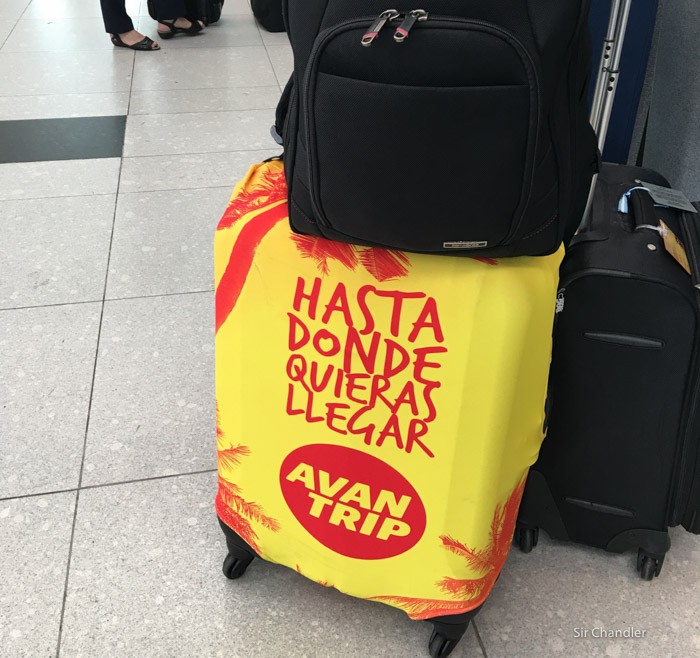 HASTA
DONDE
QUIERAS
LLEGAR
AVAN
TRIP
Sir Chandler